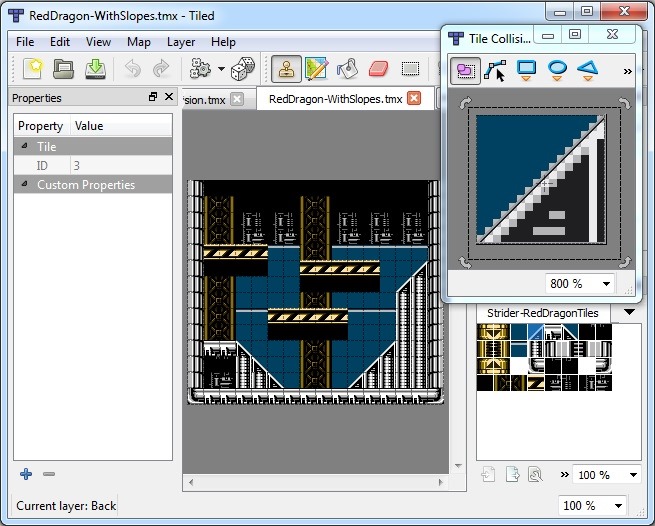 RedDragon-WithSlopes.tmx - Tiled
File Edit View Map Layer Help
Tile Collisi...
»
Properties
Property Value
Tile
ID 3
Custom Properties
sion.tmx
RedDragon-WithSlopes.tmx
800 %
Strider-RedDragonTiles
» 100 %
Current layer: Back
100 %